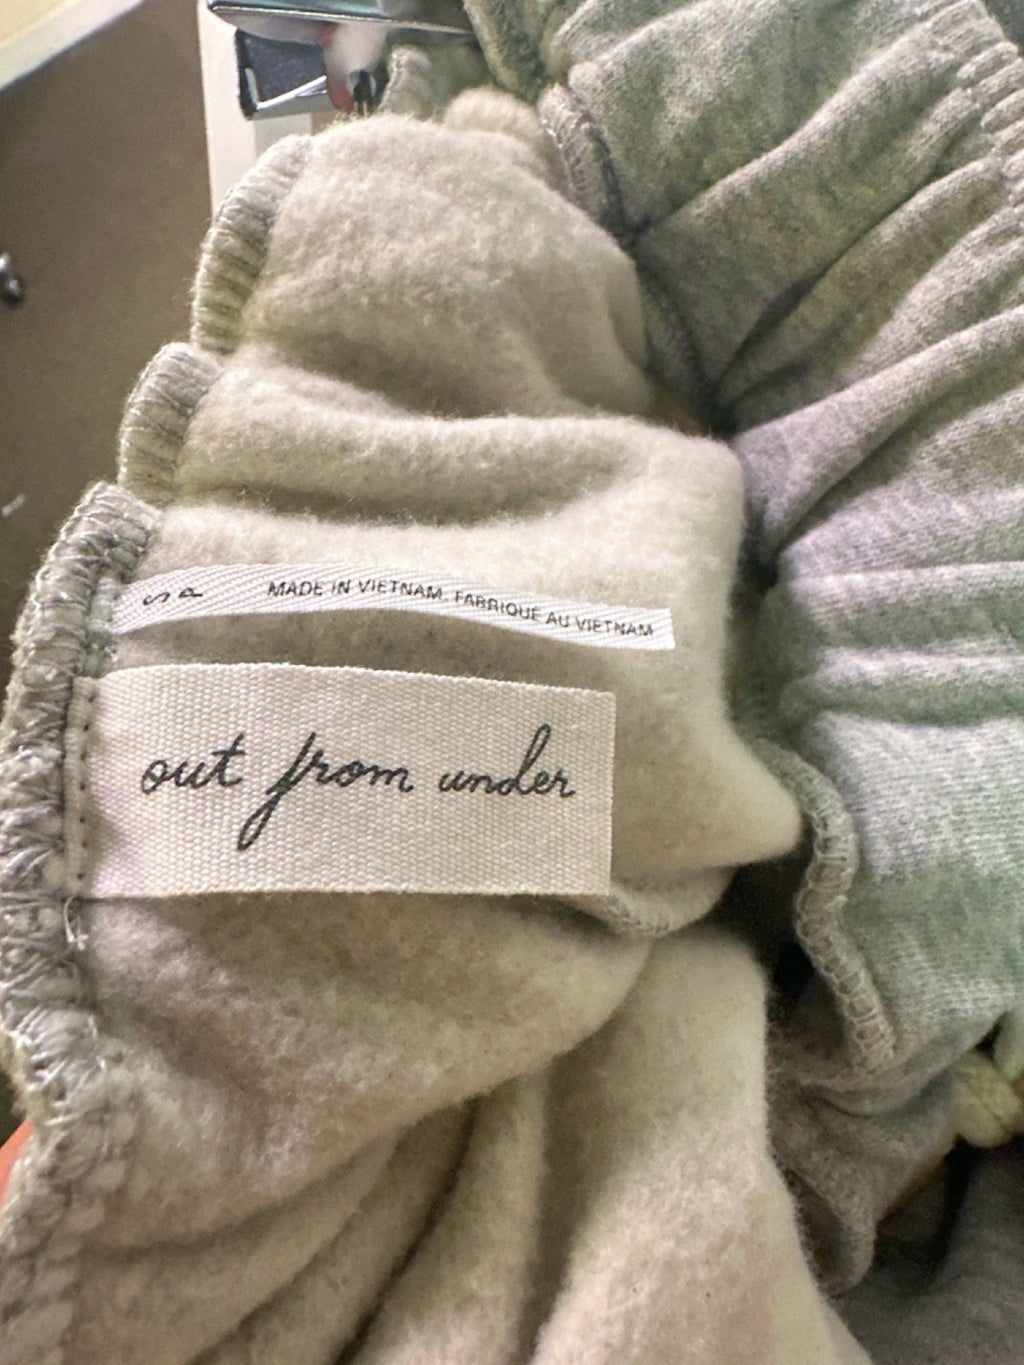 S P MADE IN VIETNAM. FABRIQUÉ AU VIETNAM
out from under